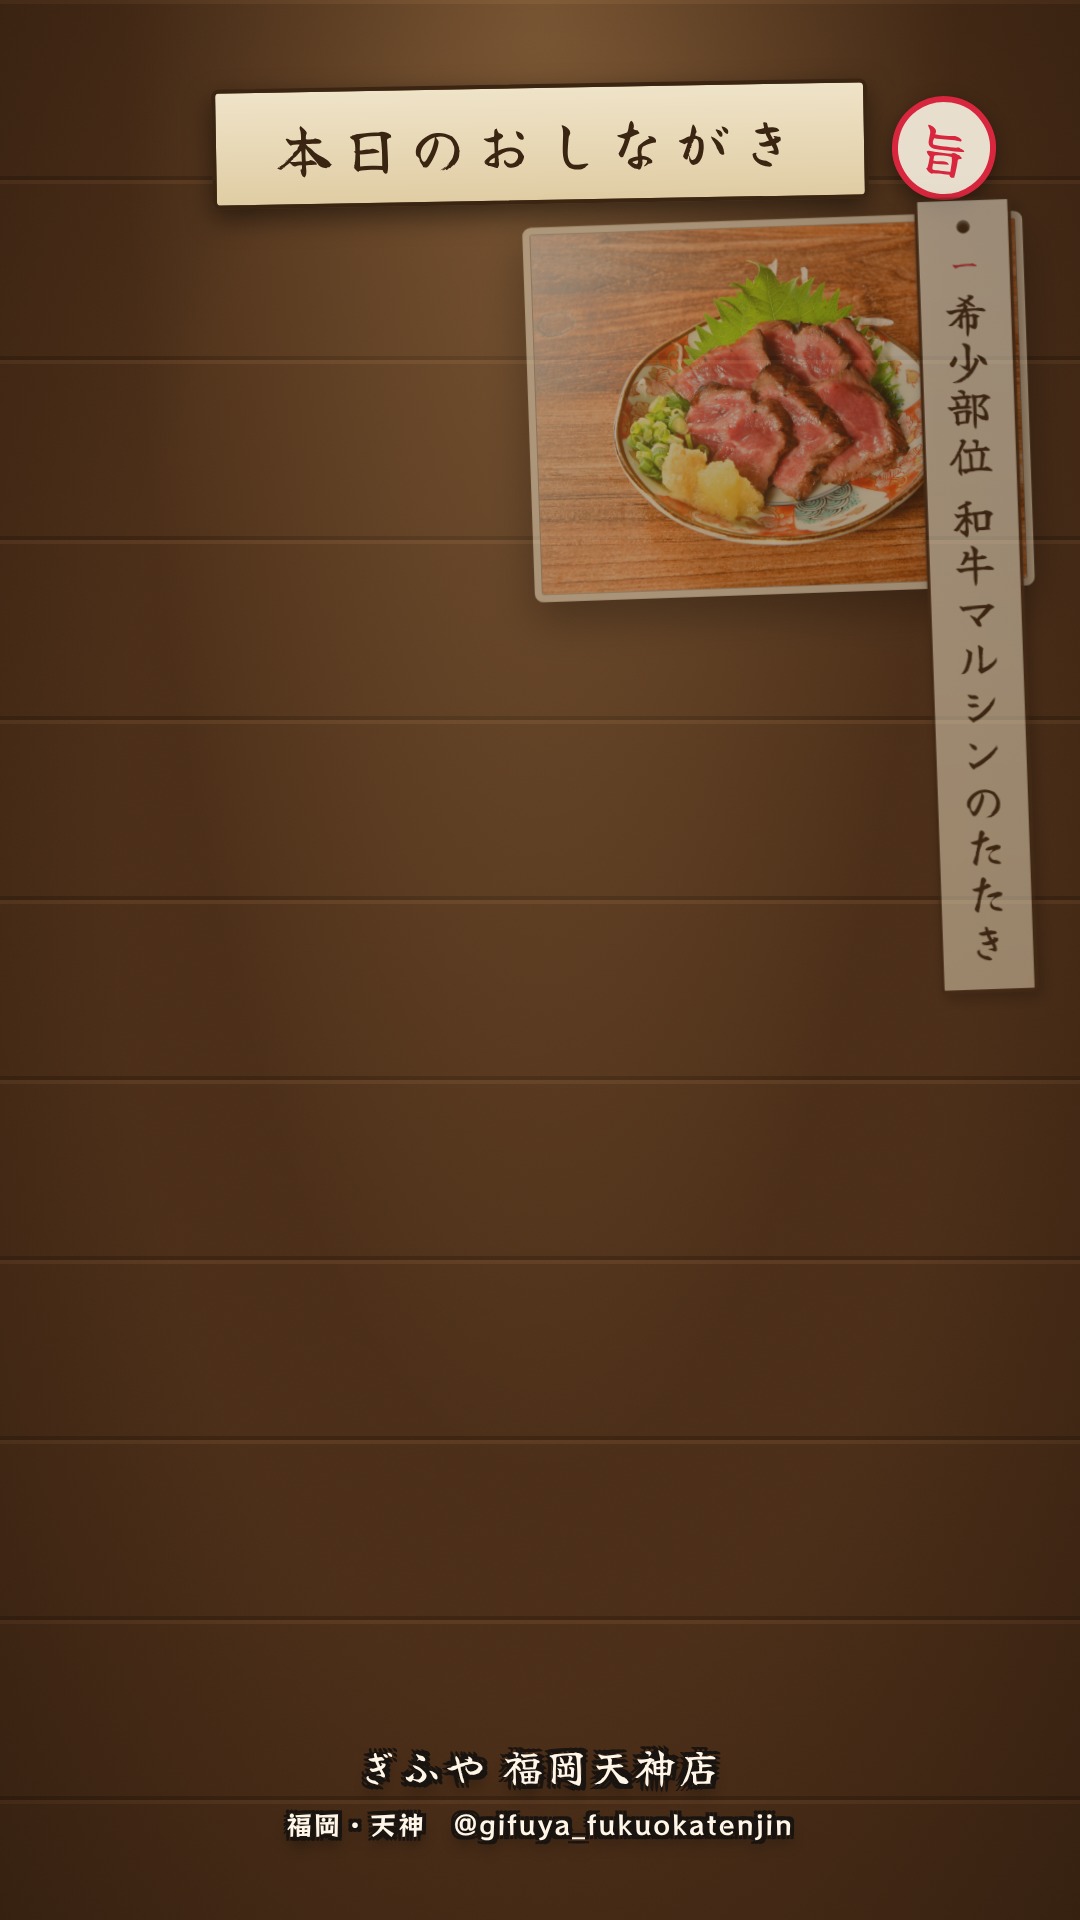 本日のおしながき
旨
一 希少部位 和牛マルシンのたたき
ぎふや 福岡天神店
福岡・天神 @gifuya_fukuokatenjin